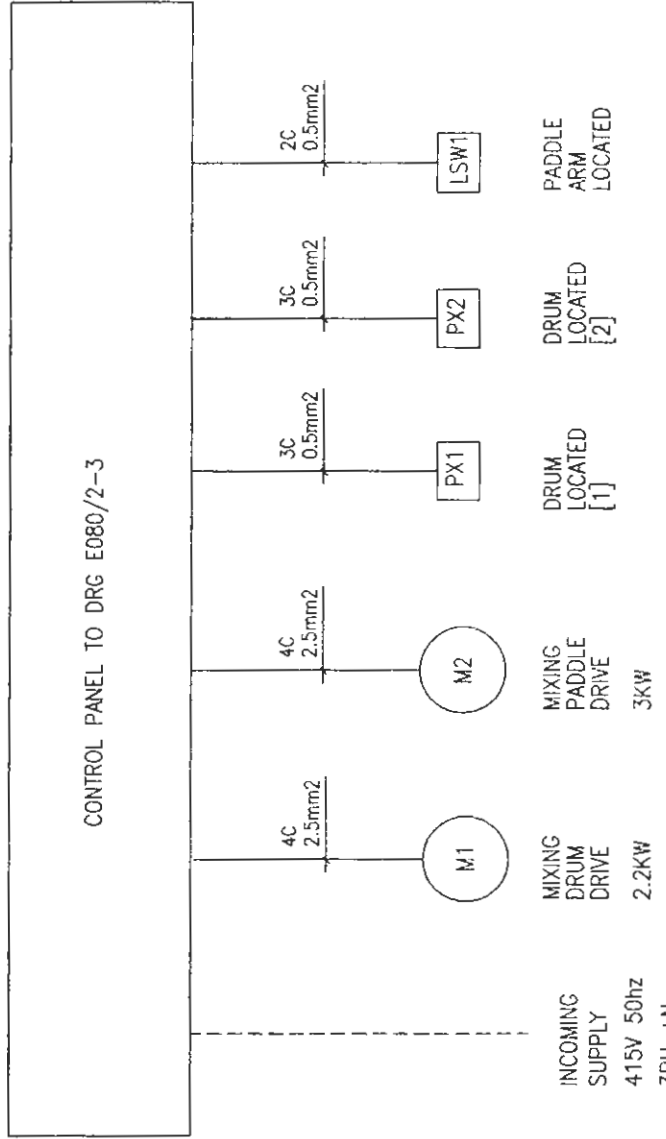 CONTROL PANEL TO DRG E080/2-3
4C
2.5mm2
4C
2.5mm2
3C
0.5mm2
3C
0.5mm2
2C
0.5mm2
M1
M2
PX1
PX2
LSW1
INCOMING
SUPPLY
415V 50hz
MIXING
DRUM
DRIVE
2.2KW
MIXING
PADDLE
DRIVE
3KW
DRUM
LOCATED
[1]
DRUM
LOCATED
[2]
PADDLE
ARM
LOCATED